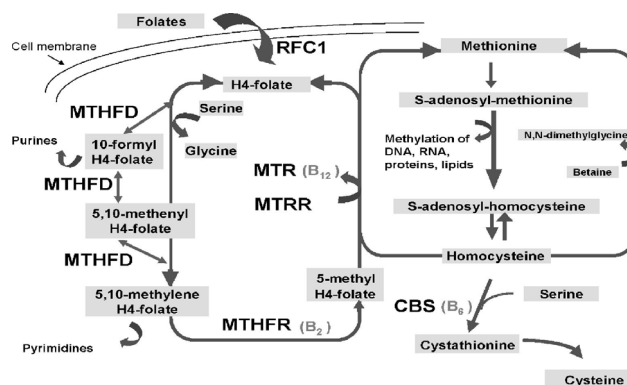 Folates
Cell membrane
RFC1
Methionine
H4-folate
MTHFD
Serine
S-adenosyl-methionine
Purines
10-formyl
H4-folate
Glycine
Methylation of
DNA, RNA,
proteins, lipids
N,N-dimethylglycine
MTR (B12)
Betaine
MTHFD
MTRR
5,10-methenyl
H4-folate
S-adenosyl-homocysteine
MTHFD
Homocysteine
5-methyl
H4-folate
5,10-methylene
H4-folate
CBS (B6)
Serine
MTHFR (B2)
Pyrimidines
Cystathionine
Cysteine